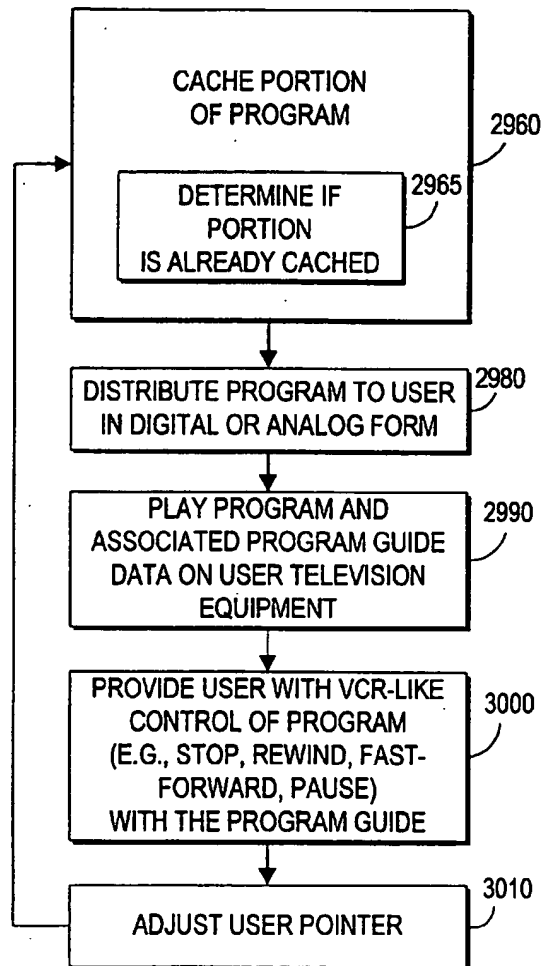 CACHE PORTION
OF PROGRAM
2960
2965
DETERMINE IF
PORTION
IS ALREADY CACHED
2980
DISTRIBUTE PROGRAM TO USER
IN DIGITAL OR ANALOG FORM
2990
PLAY PROGRAM AND
ASSOCIATED PROGRAM GUIDE
DATA ON USER TELEVISION
EQUIPMENT
3000
PROVIDE USER WITH VCR-LIKE
CONTROL OF PROGRAM
(E.G., STOP, REWIND, FAST-
FORWARD, PAUSE)
WITH THE PROGRAM GUIDE
3010
ADJUST USER POINTER